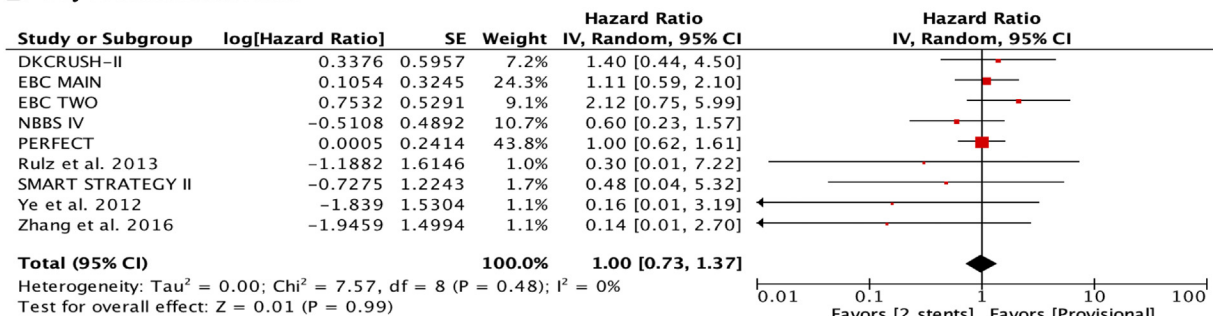 Hazard Ratio Hazard Ratio
Study or Subgroup log[Hazard Ratio] SE Weight IV, Random, 95% CI IV, Random, 95% CI
DKCRUSH-II 0.3376 0.5957 7.2% 1.40 [0.44, 4.50]
EBC MAIN 0.1054 0.3245 24.3% 1.11 [0.59, 2.10]
EBC TWO 0.7532 0.5291 9.1% 2.12 [0.75, 5.99]
NBBS IV -0.5108 0.4892 10.7% 0.60 [0.23, 1.57]
PERFECT 0.0005 0.2414 43.8% 1.00 [0.62, 1.61]
Rulz et al. 2013 -1.1882 1.6146 1.0% 0.30 [0.01, 7.22]
SMART STRATEGY II -0.7275 1.2243 1.7% 0.48 [0.04, 5.32]
Ye et al. 2012 -1.839 1.5304 1.1% 0.16 [0.01, 3.19]
Zhang et al. 2016 -1.9459 1.4994 1.1% 0.14 [0.01, 2.70]
Total (95% CI) 100.0% 1.00 [0.73, 1.37]
Heterogeneity: Tau² = 0.00; Chi² = 7.57, df = 8 (P = 0.48); I² = 0%
Test for overall effect: Z = 0.01 (P = 0.99)
0.01 0.1 1 10 100
Favors [2 stents] Favors [Provisional]